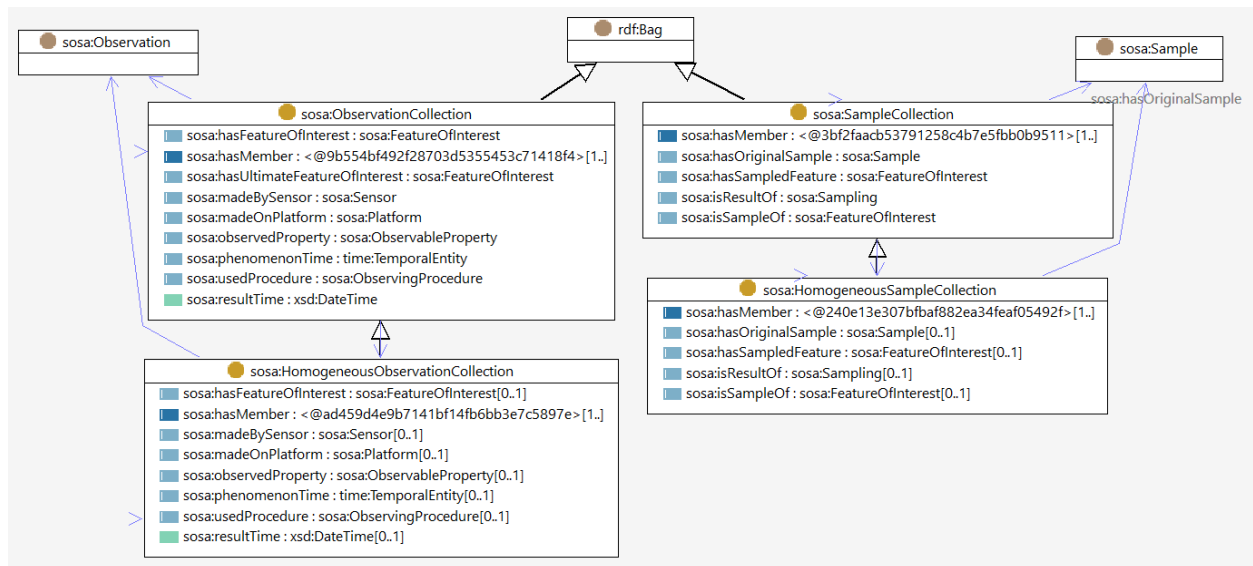 sosa:Observation
rdf:Bag
sosa:Sample
sosa:hasOriginalSample
sosa:ObservationCollection
sosa:hasFeatureOfInterest : sosa:FeatureOfInterest
sosa:hasMember : <@9b554bf492f28703d5355453c71418f4>[1..]
sosa:hasUltimateFeatureOfInterest : sosa:FeatureOfInterest
sosa:madeBySensor : sosa:Sensor
sosa:madeOnPlatform : sosa:Platform
sosa:observedProperty : sosa:ObservableProperty
sosa:phenomenonTime : time:TemporalEntity
sosa:usedProcedure : sosa:ObservingProcedure
sosa:resultTime : xsd:DateTime
sosa:SampleCollection
sosa:hasMember : <@3bf2faacb53791258c4b7e5fbb0b9511>[1..]
sosa:hasOriginalSample : sosa:Sample
sosa:hasSampledFeature : sosa:FeatureOfInterest
sosa:isResultOf : sosa:Sampling
sosa:isSampleOf : sosa:FeatureOfInterest
sosa:HomogeneousSampleCollection
sosa:hasMember : <@240e13e307bfbaf882ea34feaf05492f>[1..]
sosa:hasOriginalSample : sosa:Sample[0..1]
sosa:hasSampledFeature : sosa:FeatureOfInterest[0..1]
sosa:isResultOf : sosa:Sampling[0..1]
sosa:isSampleOf : sosa:FeatureOfInterest[0..1]
sosa:HomogeneousObservationCollection
sosa:hasFeatureOfInterest : sosa:FeatureOfInterest[0..1]
sosa:hasMember : <@ad459d4e9b7141bf14fb6bb3e7c5897e>[1..]
sosa:madeBySensor : sosa:Sensor[0..1]
sosa:madeOnPlatform : sosa:Platform[0..1]
sosa:observedProperty : sosa:ObservableProperty[0..1]
sosa:phenomenonTime : time:TemporalEntity[0..1]
sosa:usedProcedure : sosa:ObservingProcedure[0..1]
sosa:resultTime : xsd:DateTime[0..1]